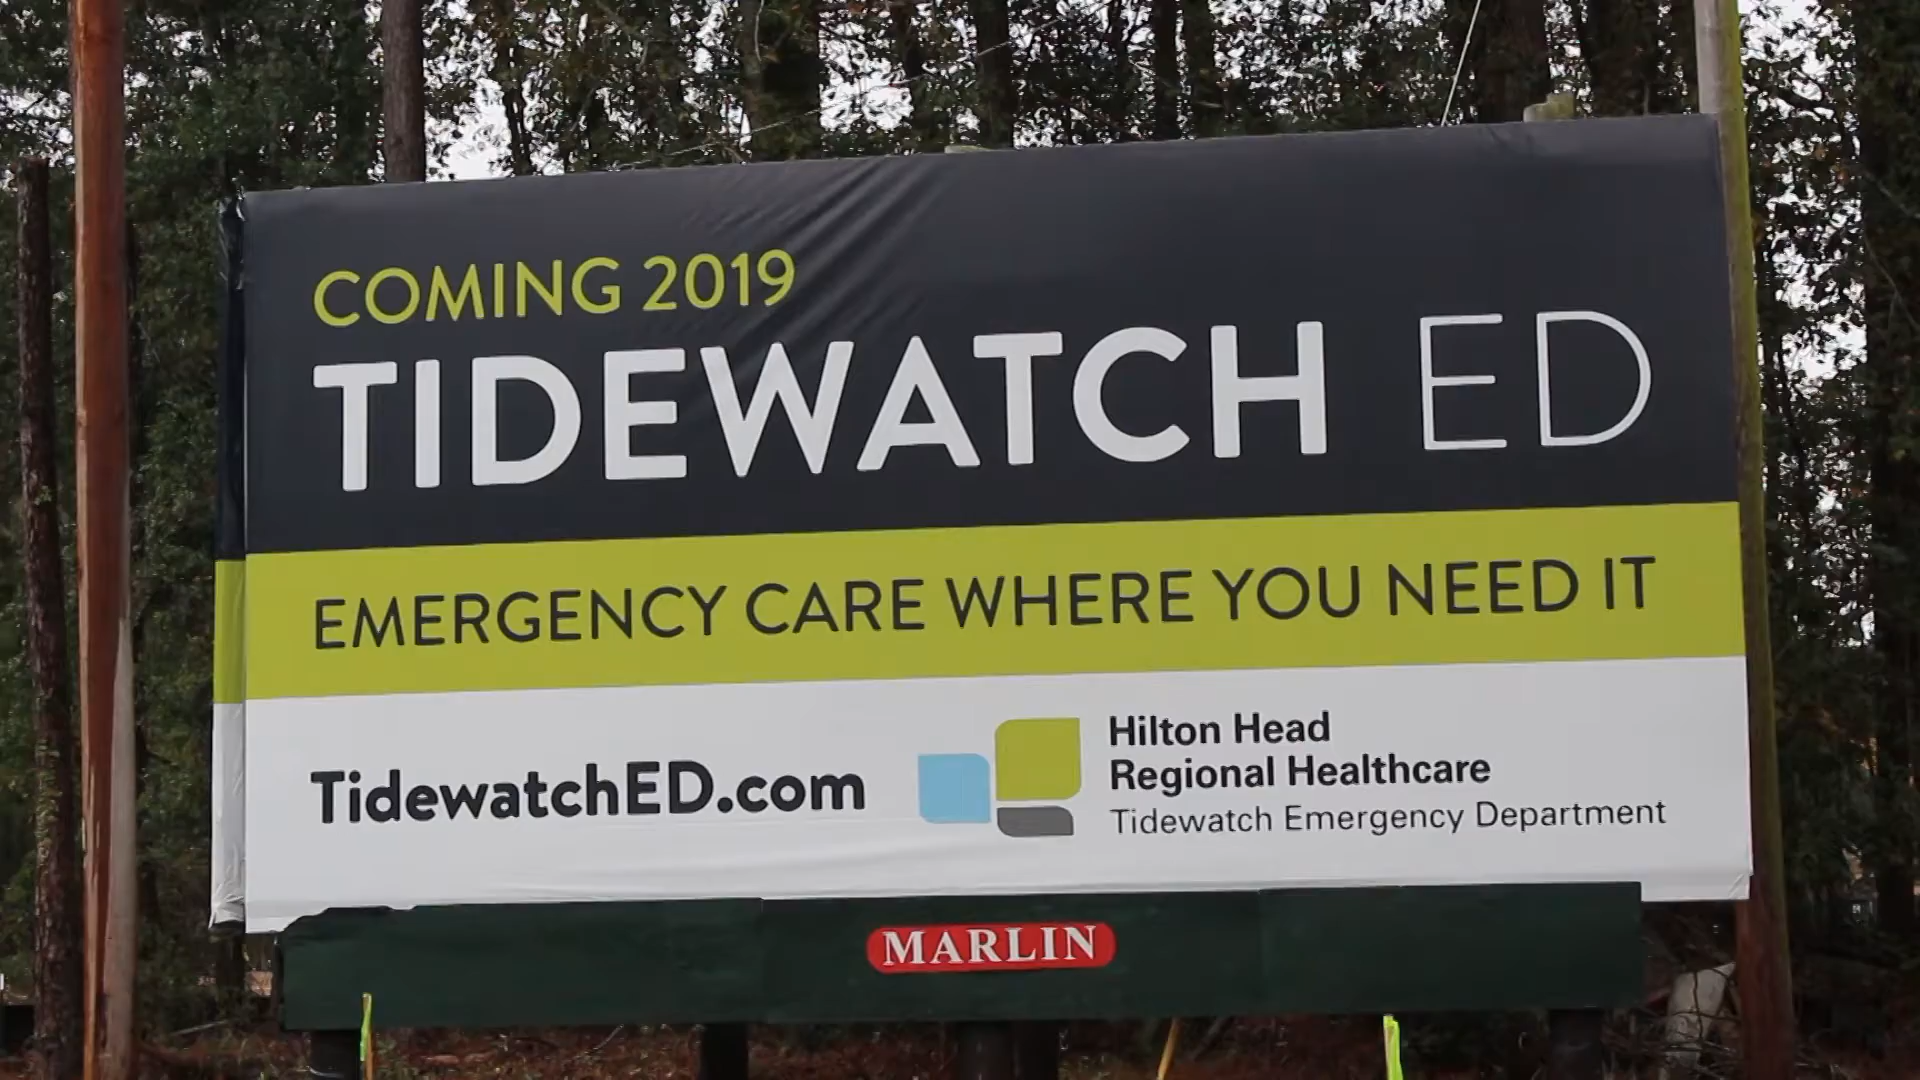 COMING 2019
TIDEWATCH ED
EMERGENCY CARE WHERE YOU NEED IT
TidewatchED.com
Hilton Head
Regional Healthcare
Tidewatch Emergency Department
MARLIN